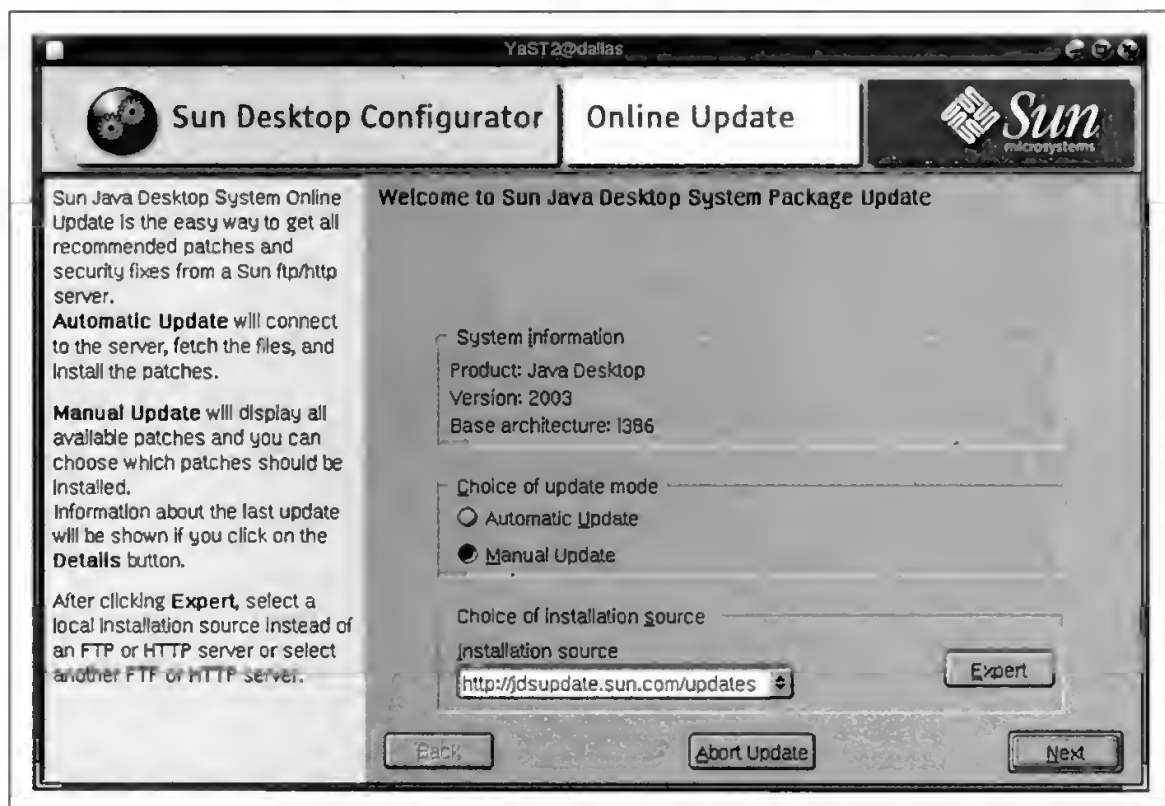 YaST2@dallas
Sun Desktop Configurator
Online Update
Sun
microsystems
Sun Java Desktop System Online
Update is the easy way to get all
recommended patches and
security fixes from a Sun ftp/http
server.
Automatic Update will connect
to the server, fetch the files, and
install the patches.
Manual Update will display all
available patches and you can
choose which patches should be
installed.
Information about the last update
will be shown if you click on the
Details button.
After clicking Expert, select a
local installation source instead of
an FTP or HTTP server or select
another FTP or HTTP server.
Welcome to Sun Java Desktop System Package Update
System information
Product: Java Desktop
Version: 2003
Base architecture: i386
Choice of update mode
Automatic Update
Manual Update
Choice of installation source
Installation source
http://jdsupdate.sun.com/updates
Expert
Back
Abort Update
Next